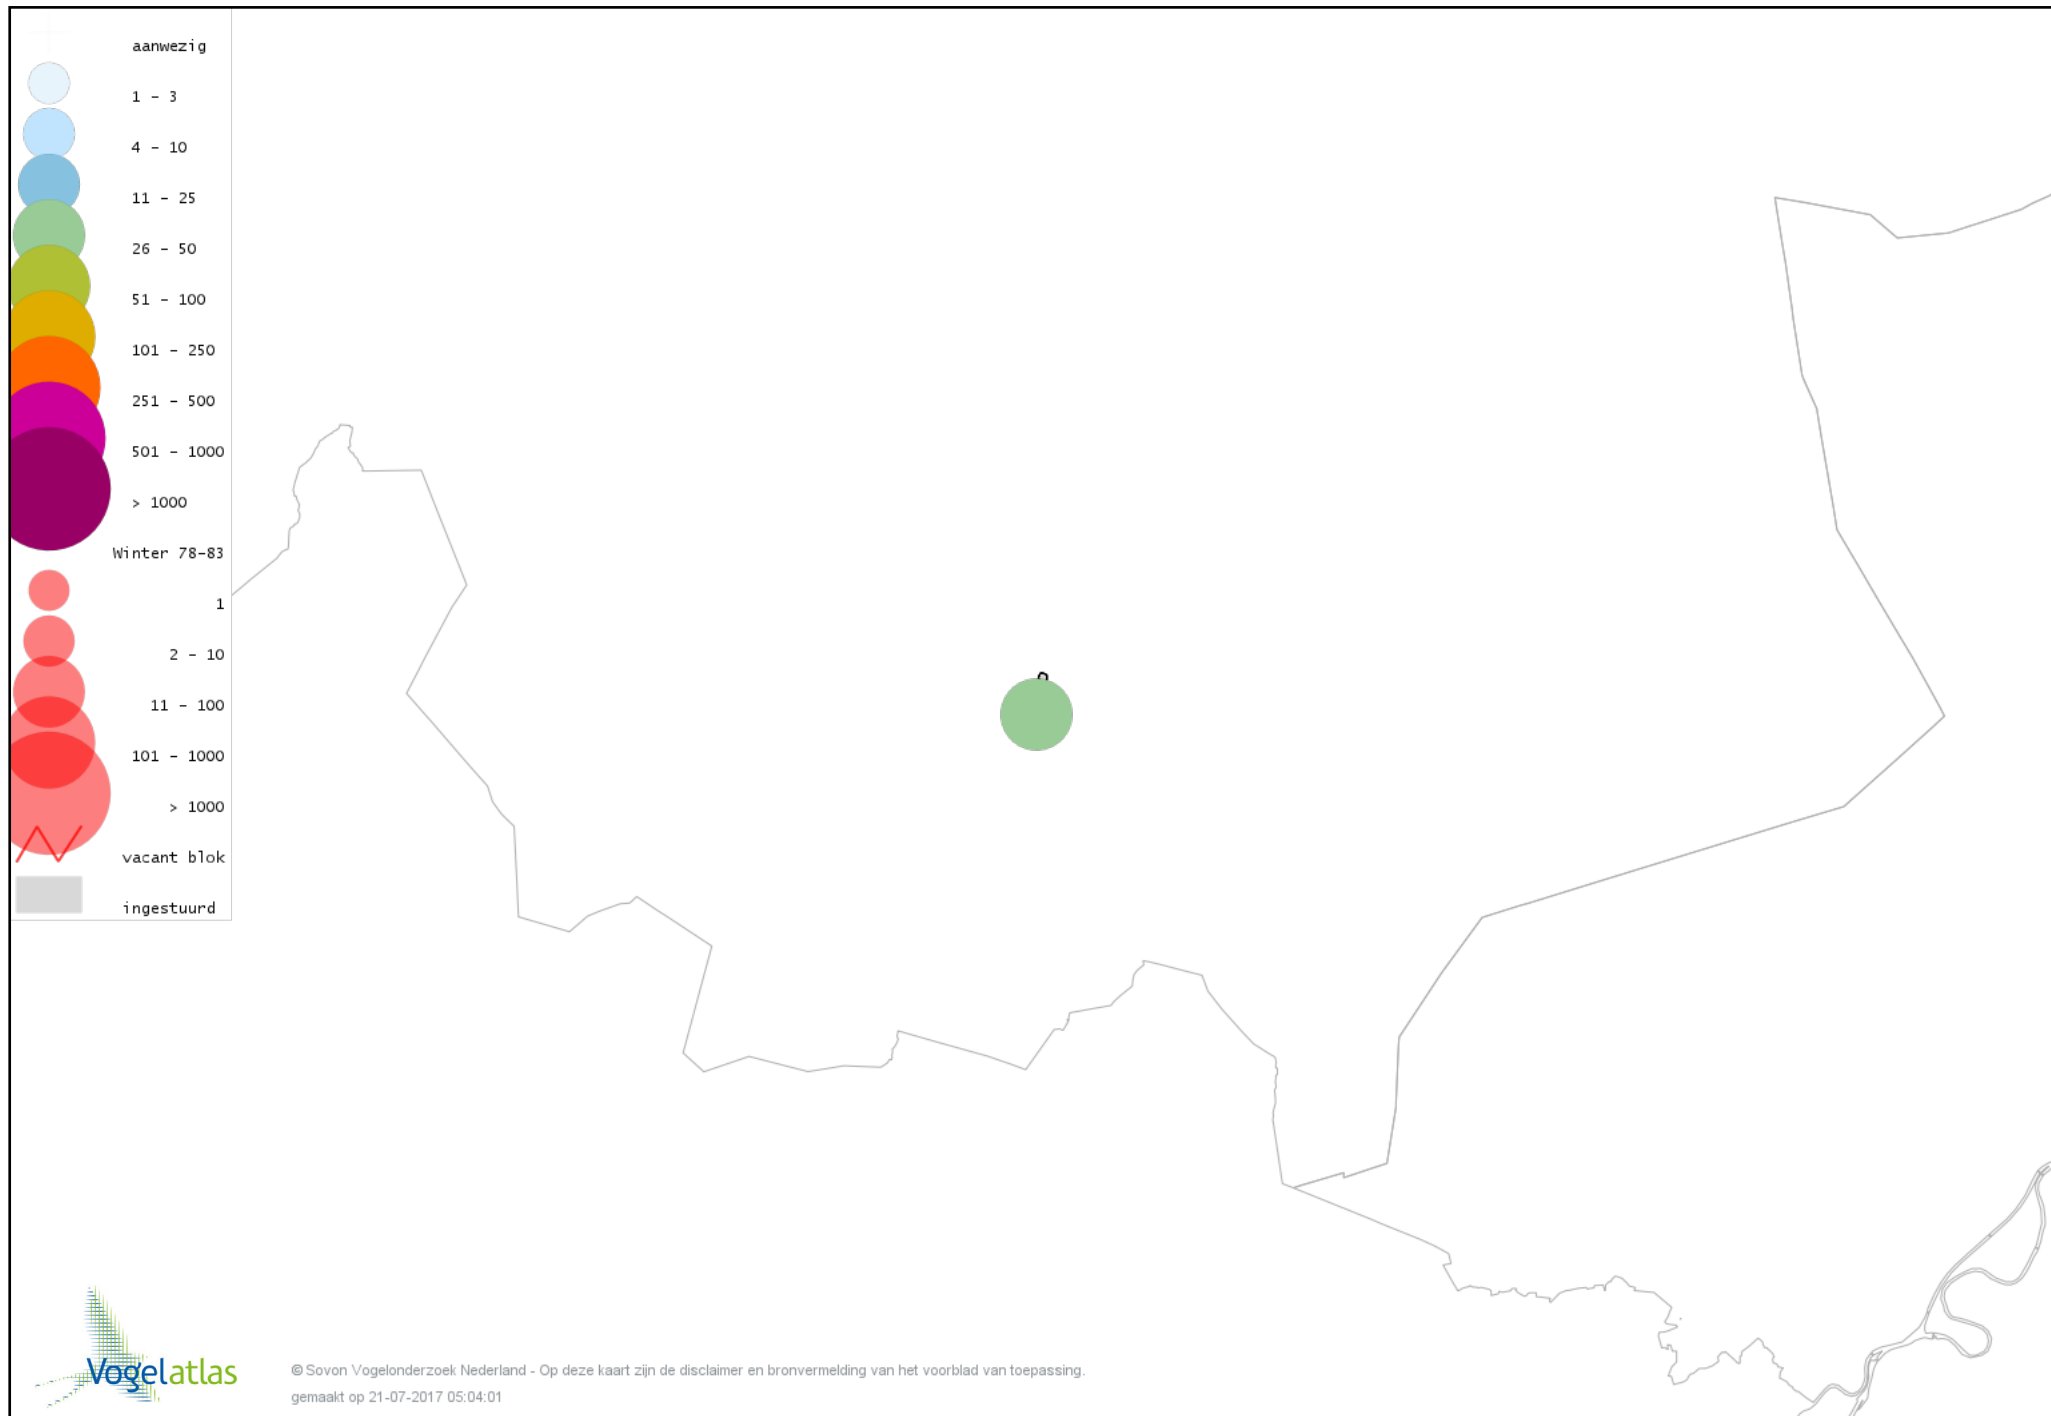 aanwezig
1 - 3
4 - 10
11 - 25
26 - 50
51 - 100
101 - 250
251 - 500
501 - 1000
> 1000
Winter 78-83
1
2 - 10
11 - 100
101 - 1000
> 1000
vacant blok
ingestuurd
Vogelatlas
© Sovon Vogelonderzoek Nederland - Op deze kaart zijn de disclaimer en bronvermelding van het voorblad van toepassing.
gemaakt op 21-07-2017 05:04:01